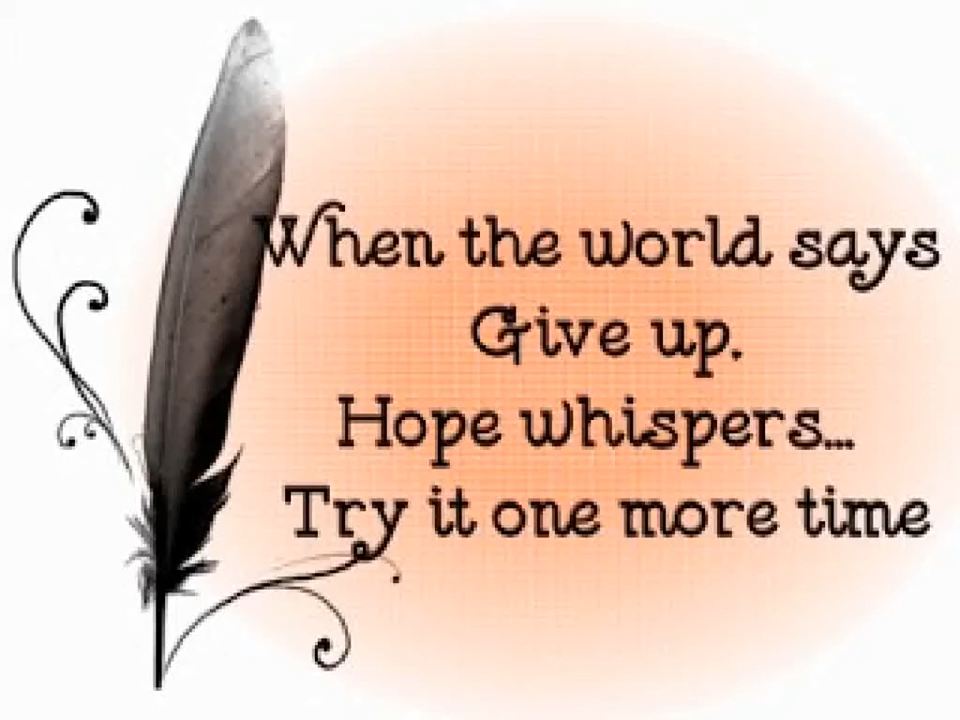 When the world says
Give up.
Hope whispers...
Try it one more time